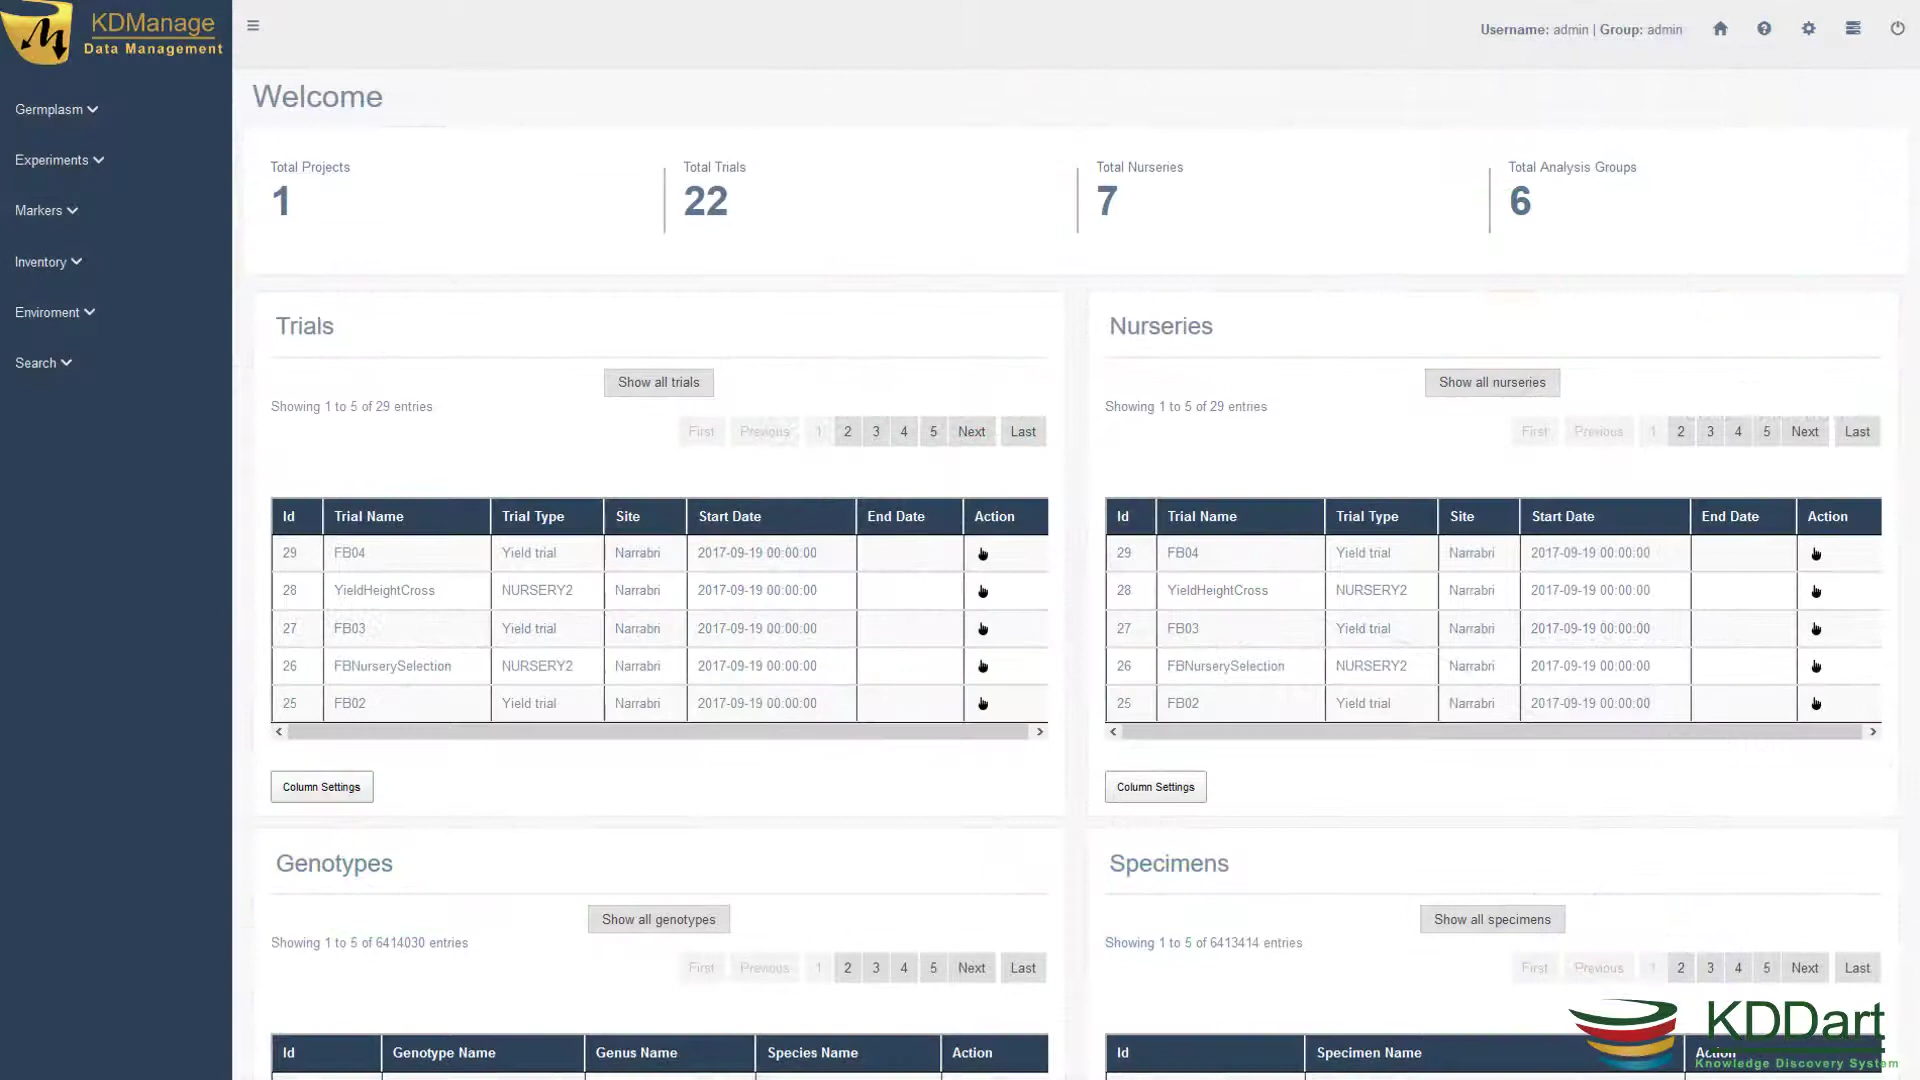 KDManage
Data Management
Username: admin | Group: admin
Germplasm
Experiments
Markers
Inventory
Enviroment
Search
Welcome
Total Projects
1
Total Trials
22
Total Nurseries
7
Total Analysis Groups
6
Trials
Show all trials
Showing 1 to 5 of 29 entries
First Previous 1 2 3 4 5 Next Last
Id Trial Name Trial Type Site Start Date End Date Action
29 FB04 Yield trial Narrabri 2017-09-19 00:00:00
28 YieldHeightCross NURSERY2 Narrabri 2017-09-19 00:00:00
27 FB03 Yield trial Narrabri 2017-09-19 00:00:00
26 FBNurserySelection NURSERY2 Narrabri 2017-09-19 00:00:00
25 FB02 Yield trial Narrabri 2017-09-19 00:00:00
Column Settings
Nurseries
Show all nurseries
Showing 1 to 5 of 29 entries
First Previous 1 2 3 4 5 Next Last
Id Trial Name Trial Type Site Start Date End Date Action
29 FB04 Yield trial Narrabri 2017-09-19 00:00:00
28 YieldHeightCross NURSERY2 Narrabri 2017-09-19 00:00:00
27 FB03 Yield trial Narrabri 2017-09-19 00:00:00
26 FBNurserySelection NURSERY2 Narrabri 2017-09-19 00:00:00
25 FB02 Yield trial Narrabri 2017-09-19 00:00:00
Column Settings
Genotypes
Show all genotypes
Showing 1 to 5 of 6414030 entries
First Previous 1 2 3 4 5 Next Last
Id Genotype Name Genus Name Species Name Action
Specimens
Show all specimens
Showing 1 to 5 of 6413414 entries
First Previous 1 2 3 4 5 Next Last
Id Specimen Name Action
KDDart
Knowledge Discovery System